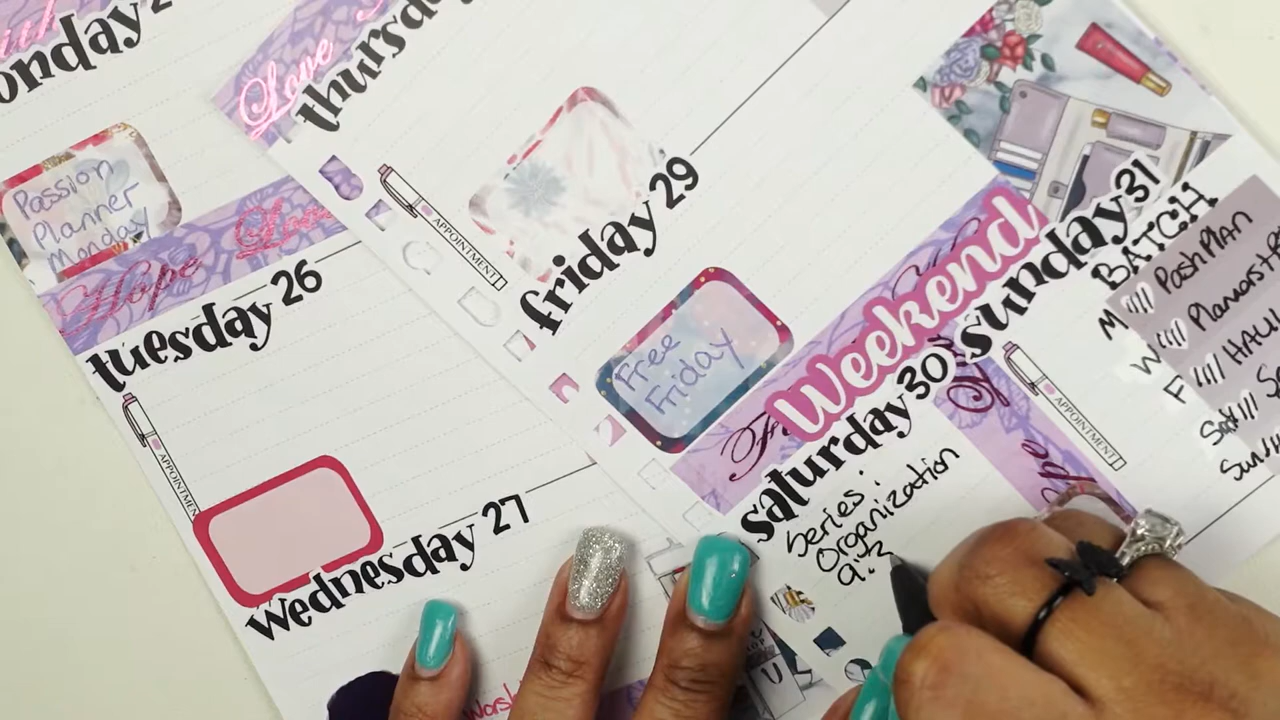 onday
Passion
Planner
Monday
Hope Love
tuesday 26
APPOINTMENT
wednesday 27
Love
thursday
APPOINTMENT
friday 29
Free
Friday
Weekend
saturday 30
Series:
Organization
sunday 31
BATCH
M //// PashPlan
W ////
F //// HAUL
APPOINTMENT